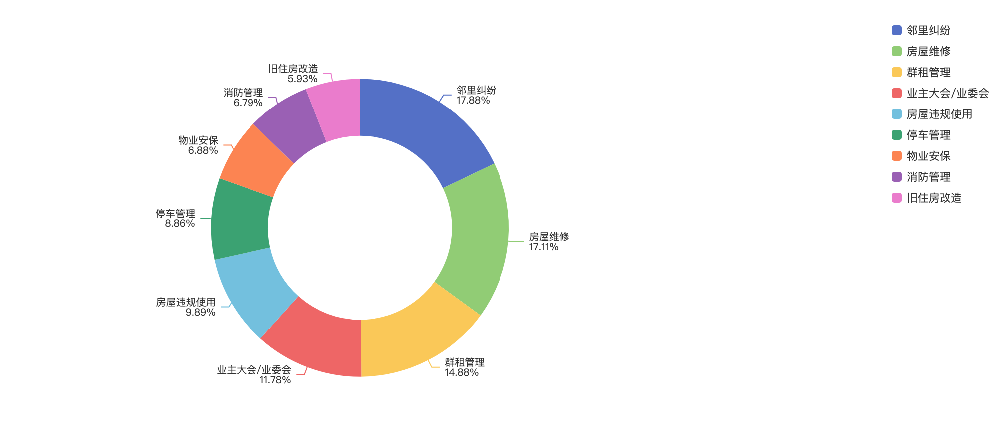 旧住房改造
5.93%
消防管理
6.79%
物业安保
6.88%
停车管理
8.86%
房屋违规使用
9.89%
业主大会/业委会
11.78%
邻里纠纷
17.88%
房屋维修
17.11%
群租管理
14.88%
邻里纠纷
房屋维修
群租管理
业主大会/业委会
房屋违规使用
停车管理
物业安保
消防管理
旧住房改造